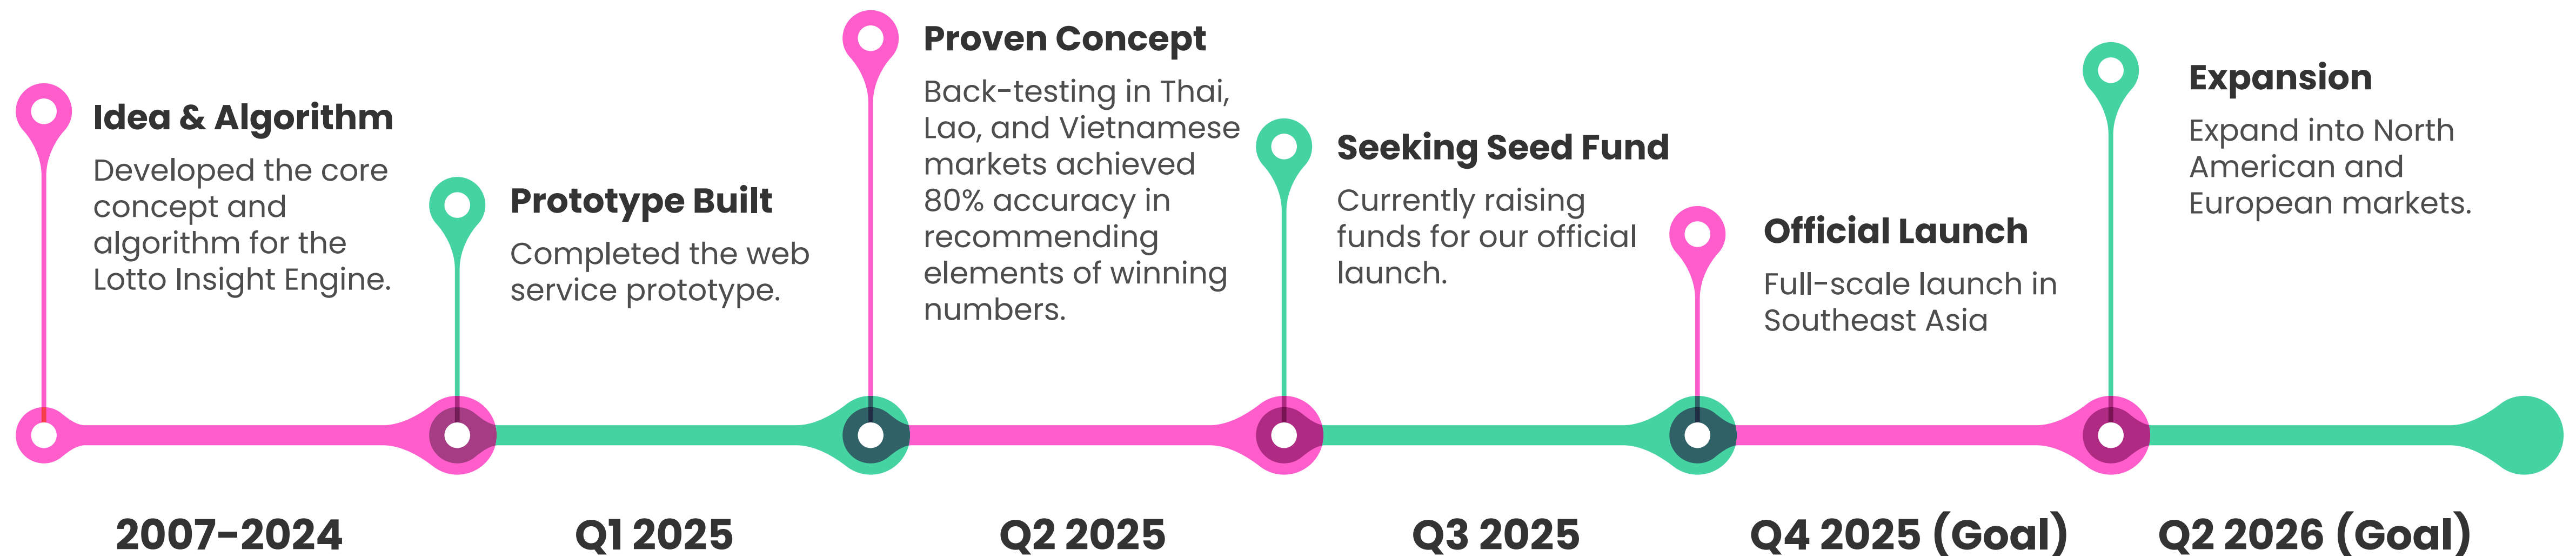 Idea & Algorithm
Developed the core
concept and
algorithm for the
Lotto Insight Engine.
Prototype Built
Completed the web
service prototype.
Proven Concept
Back-testing in Thai,
Lao, and Vietnamese
markets achieved
80% accuracy in
recommending
elements of winning
numbers.
Seeking Seed Fund
Currently raising
funds for our official
launch.
Official Launch
Full-scale launch in
Southeast Asia
Expansion
Expand into North
American and
European markets.
2007-2024
Q1 2025
Q2 2025
Q3 2025
Q4 2025 (Goal)
Q2 2026 (Goal)